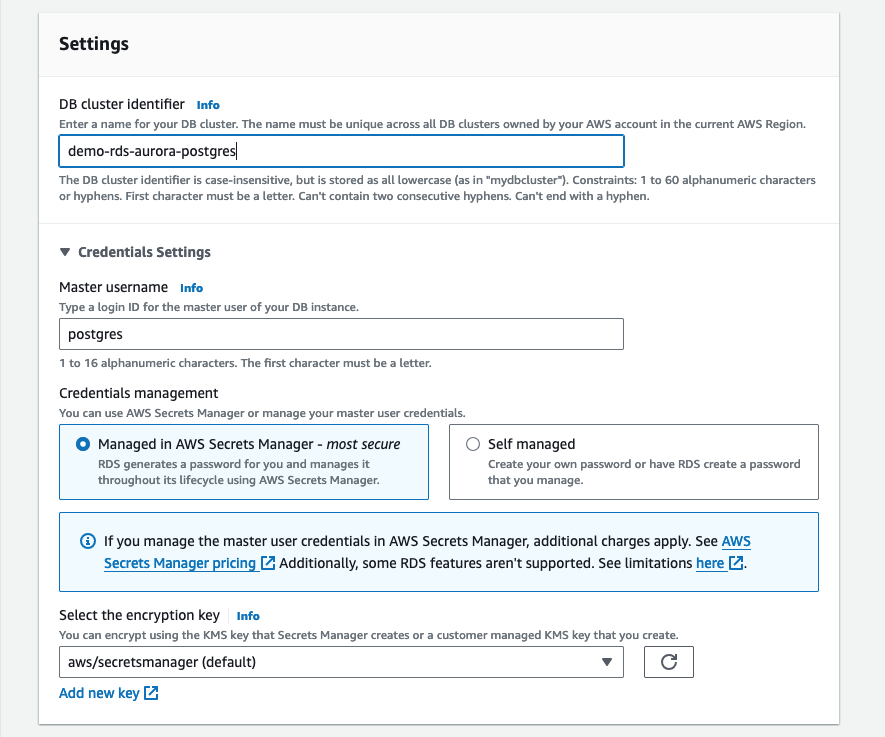 Settings
DB cluster identifier Info
Enter a name for your DB cluster. The name must be unique across all DB clusters owned by your AWS account in the current AWS Region.
demo-rds-aurora-postgres
The DB cluster identifier is case-insensitive, but is stored as all lowercase (as in "mydbcluster"). Constraints: 1 to 60 alphanumeric characters
or hyphens. First character must be a letter. Can't contain two consecutive hyphens. Can't end with a hyphen.
Credentials Settings
Master username Info
Type a login ID for the master user of your DB instance.
postgres
1 to 16 alphanumeric characters. The first character must be a letter.
Credentials management
You can use AWS Secrets Manager or manage your master user credentials.
Managed in AWS Secrets Manager - most secure
RDS generates a password for you and manages it
throughout its lifecycle using AWS Secrets Manager.
Self managed
Create your own password or have RDS create a password
that you manage.
If you manage the master user credentials in AWS Secrets Manager, additional charges apply. See AWS
Secrets Manager pricing Additionally, some RDS features aren't supported. See limitations here.
Select the encryption key Info
You can encrypt using the KMS key that Secrets Manager creates or a customer managed KMS key that you create.
aws/secretsmanager (default)
Add new key